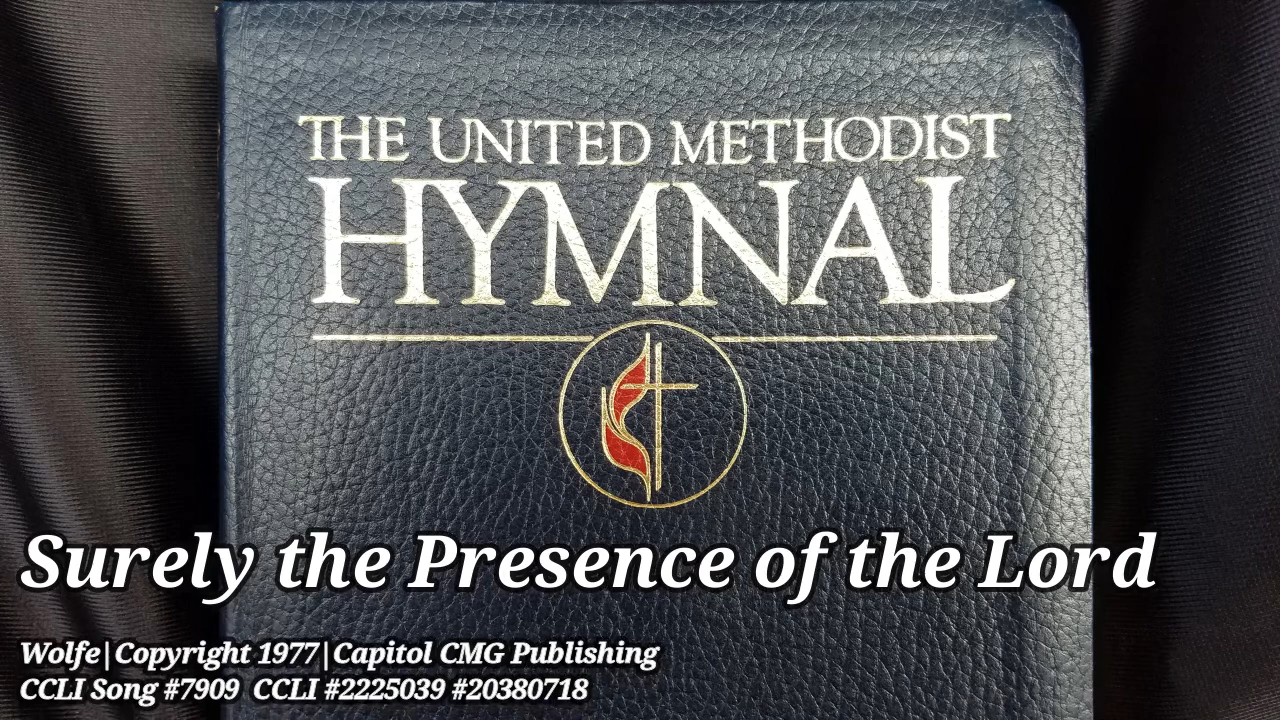 THE UNITED METHODIST
HYMNAL
Surely the Presence of the Lord
Wolfe|Copyright 1977|Capitol CMG Publishing
CCLI Song #7909 CCLI #2225039 #20380718